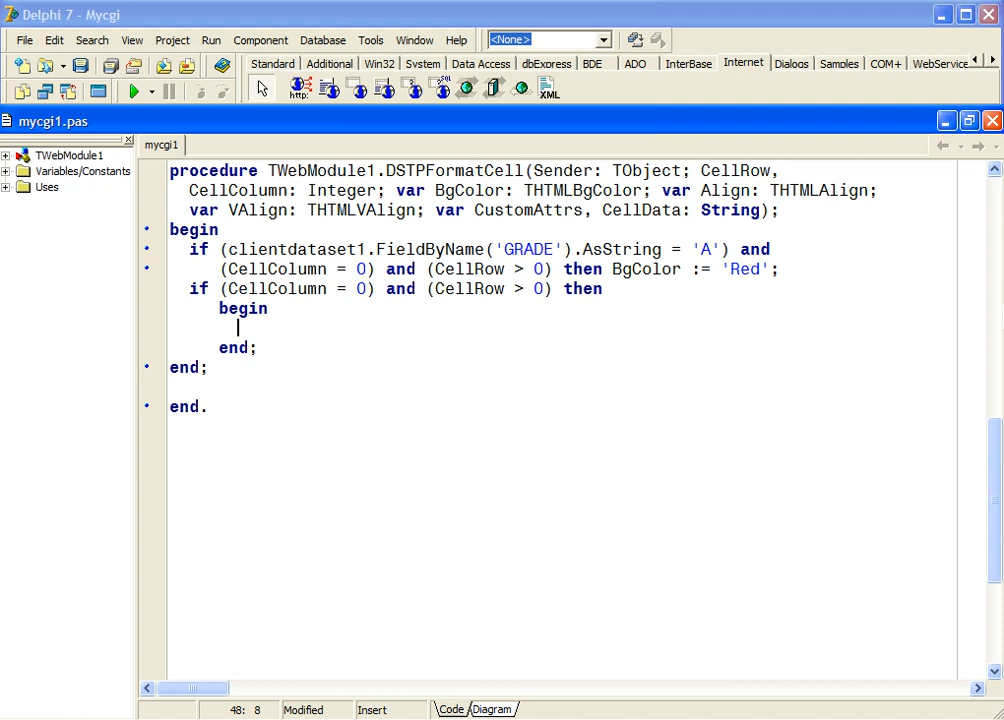 Delphi 7 - Mycgi
File Edit Search View Project Run Component Database Tools Window Help <None>
Standard Additional Win32 System Data Access dbExpress BDE ADO InterBase Internet Dialogs Samples COM+ WebService
http: SQL XML
mycgi.pas
mycgi1
TWebModule1
Variables/Constants
Uses
procedure TWebModule1.DSTPFormatCell(Sender: TObject; CellRow,
CellColumn: Integer; var BgColor: THTMLBgColor; var Align: THTMLAlign;
var VAlign: THTMLVAlign; var CustomAttrs, CellData: String);
begin
if (clientdataset1.FieldByName('GRADE').AsString = 'A') and
(CellColumn = 0) and (CellRow > 0) then BgColor := 'Red';
if (CellColumn = 0) and (CellRow > 0) then
begin
end;
end;
end.
48: 8 Modified Insert Code Diagram